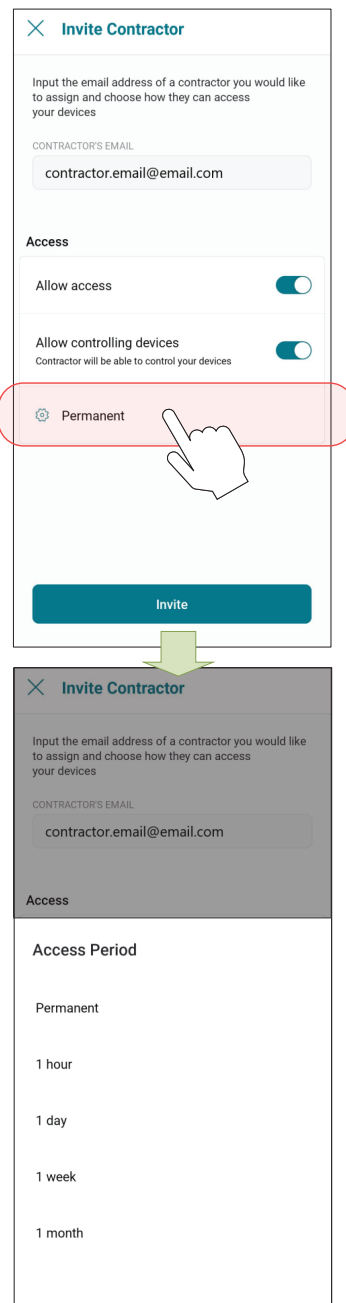 Invite Contractor
Input the email address of a contractor you would like
to assign and choose how they can access
your devices
CONTRACTOR'S EMAIL
contractor.email@email.com
Access
Allow access
Allow controlling devices
Contractor will be able to control your devices
Permanent
Invite
Invite Contractor
Input the email address of a contractor you would like
to assign and choose how they can access
your devices
CONTRACTOR'S EMAIL
contractor.email@email.com
Access
Access Period
Permanent
1 hour
1 day
1 week
1 month